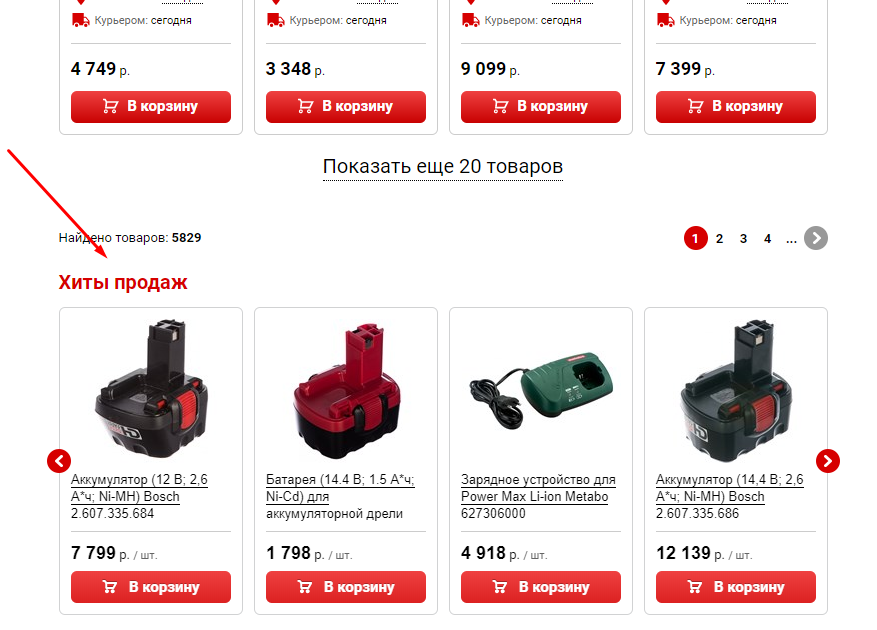 Курьером: сегодня
Курьером: сегодня
Курьером: сегодня
Курьером: сегодня
4 749 р.
3 348 р.
9 099 р.
7 399 р.
В корзину
В корзину
В корзину
В корзину
Показать еще 20 товаров
Найдено товаров: 5829
1 2 3 4 ...
Хиты продаж
Аккумулятор (12 В; 2,6
А*ч; Ni-MH) Bosch
2.607.335.684
Батарея (14.4 В; 1.5 А*ч;
Ni-Cd) для
аккумуляторной дрели
Зарядное устройство для
Power Max Li-ion Metabo
627306000
Аккумулятор (14,4 В; 2,6
А*ч; Ni-MH) Bosch
2.607.335.686
7 799 р. / шт.
1 798 р. / шт.
4 918 р. / шт.
12 139 р. / шт.
В корзину
В корзину
В корзину
В корзину